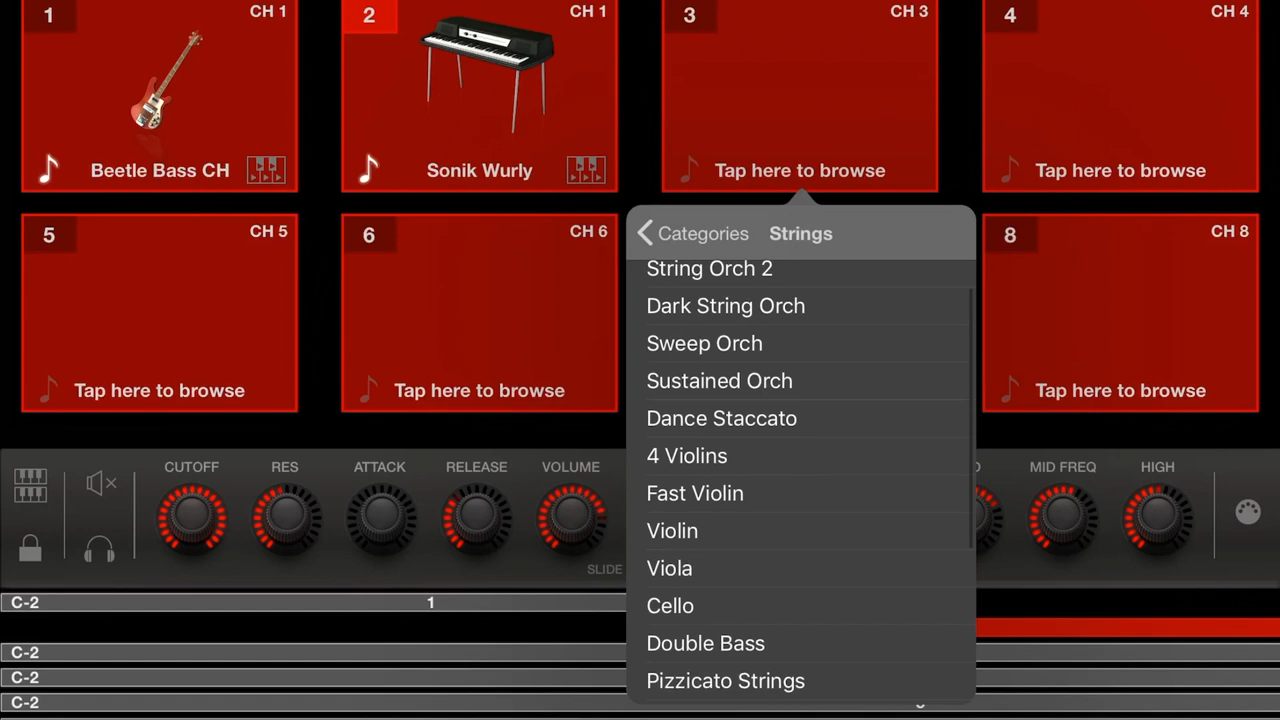 1 CH 1
2 CH 1
3 CH 3
4 CH 4
Beetle Bass CH
Sonik Wurly
Tap here to browse
Tap here to browse
5 CH 5
6 CH 6
8 CH 8
Tap here to browse
Tap here to browse
Tap here to browse
Categories Strings
String Orch 2
Dark String Orch
Sweep Orch
Sustained Orch
Dance Staccato
4 Violins
Fast Violin
Violin
Viola
Cello
Double Bass
Pizzicato Strings
CUTOFF RES ATTACK RELEASE VOLUME MID FREQ HIGH
SLIDE
C-2 1
C-2
C-2
C-2